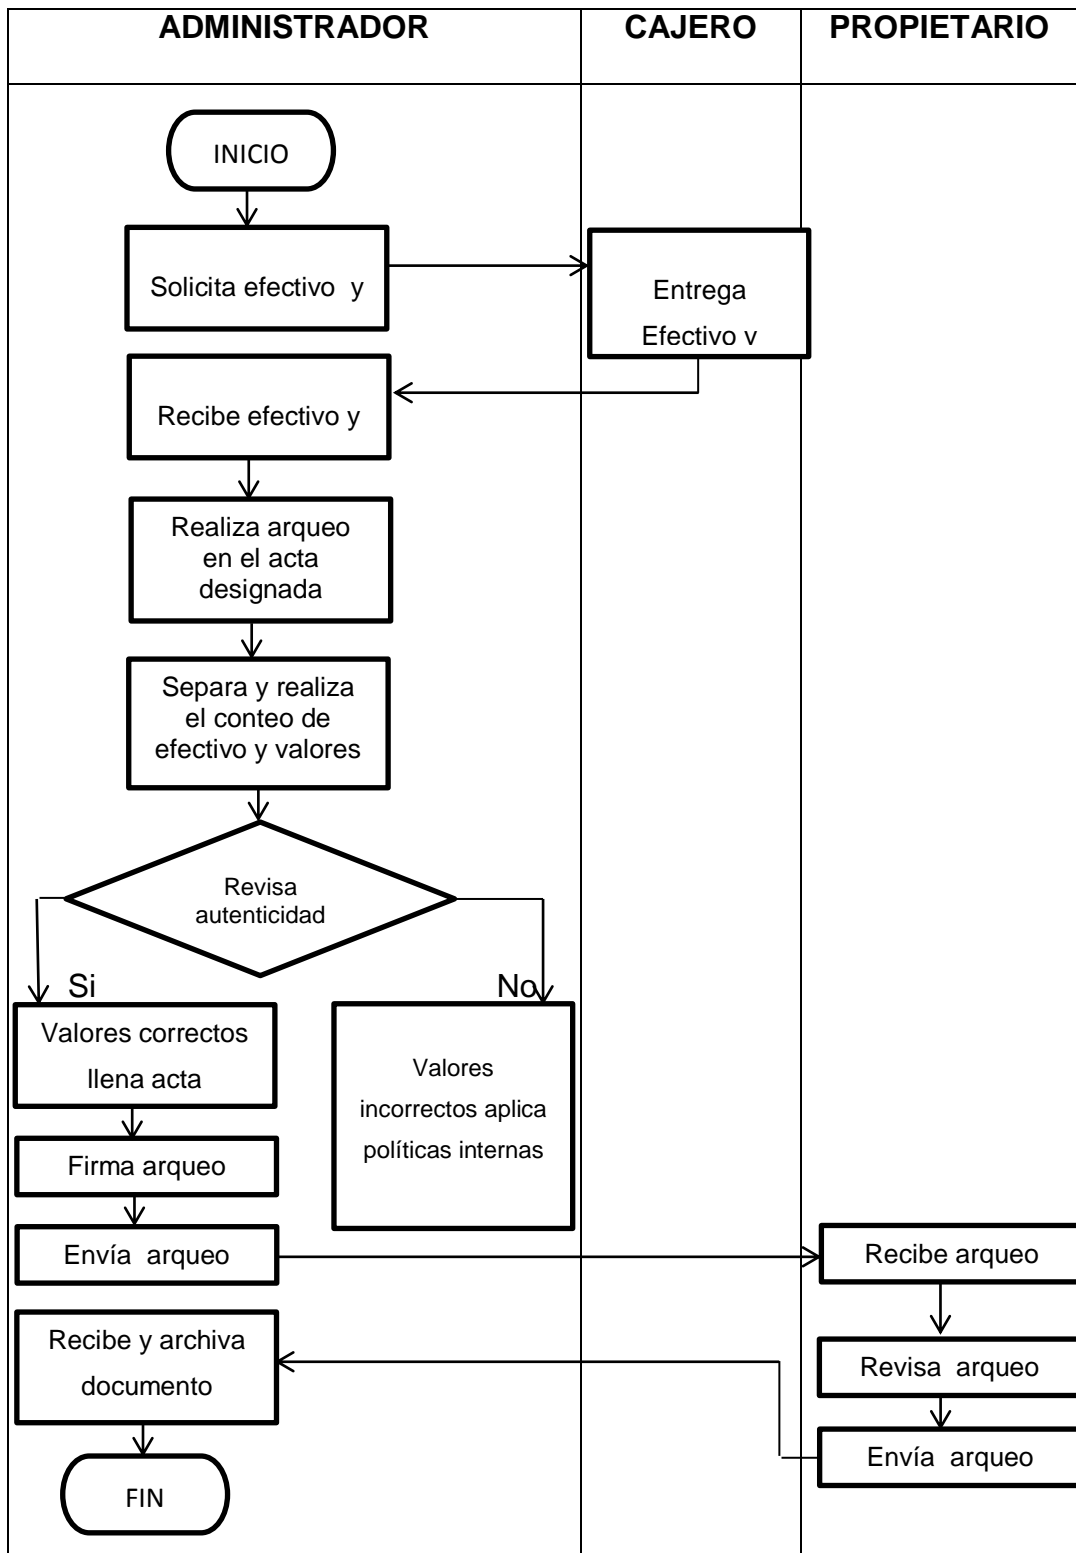 ADMINISTRADOR
CAJERO
PROPIETARIO
INICIO
Solicita efectivo y
Entrega
Efectivo v
Recibe efectivo y
Realiza arqueo
en el acta
designada
Separa y realiza
el conteo de
efectivo y valores
Revisa
autenticidad
Si
No
Valores correctos
llena acta
Valores
incorrectos aplica
políticas internas
Firma arqueo
Envía arqueo
Recibe arqueo
Recibe y archiva
documento
Revisa arqueo
Envía arqueo
FIN